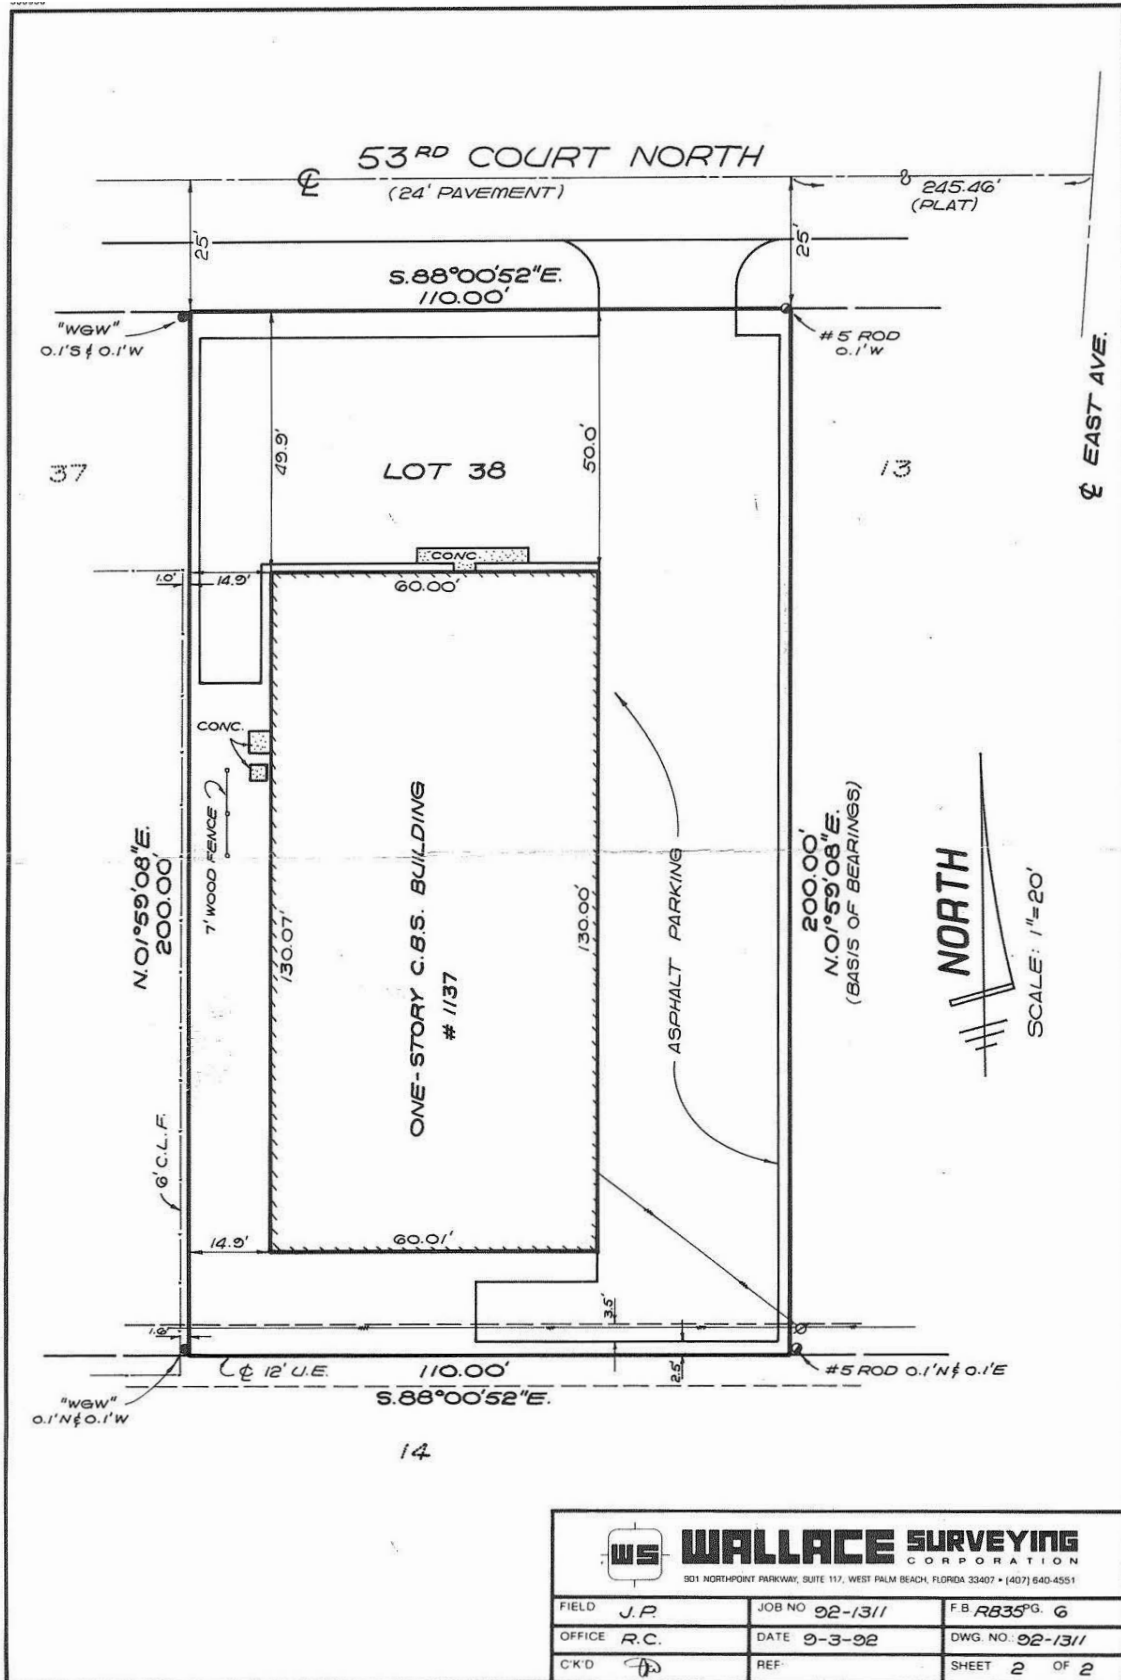 53RD COURT NORTH
℄
(24' PAVEMENT)
245.46'
(PLAT)
25'
25'
S.88°00'52"E.
110.00'
"W&W"
0.1'S & 0.1'W
#5 ROD
0.1'W
℄ EAST AVE.
37
49.9'
LOT 38
50.0'
13
CONC.
1.0'
14.9'
60.00'
CONC.
7' WOOD FENCE
N.01°59'08"E.
200.00'
130.07'
ONE-STORY C.B.S. BUILDING
# 1137
130.00'
ASPHALT PARKING
200.00'
N.01°59'08"E.
(BASIS OF BEARINGS)
NORTH
SCALE: 1"=20'
6' C.L.F.
14.9'
60.01'
3.5'
2.5'
℄ 12' U.E.
110.00'
S.88°00'52"E.
#5 ROD 0.1'N & 0.1'E
"W&W"
0.1'N & 0.1'W
14
WS WALLACE SURVEYING
CORPORATION
901 NORTHPOINT PARKWAY, SUITE 117, WEST PALM BEACH, FLORIDA 33407 • (407) 640-4551
FIELD J.P. JOB NO 92-1311 F.B. RB35 PG. 6
OFFICE R.C. DATE 9-3-92 DWG. NO.: 92-1311
C'K'D REF: SHEET 2 OF 2